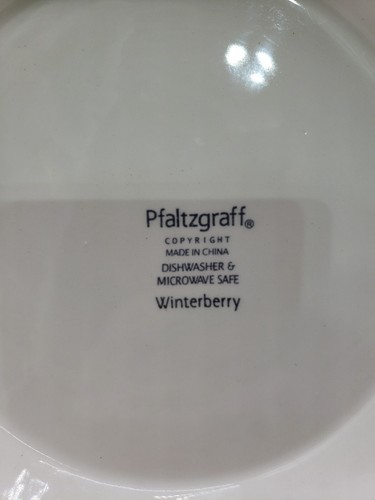 Pfaltzgraff®
COPYRIGHT
MADE IN CHINA
DISHWASHER &
MICROWAVE SAFE
Winterberry